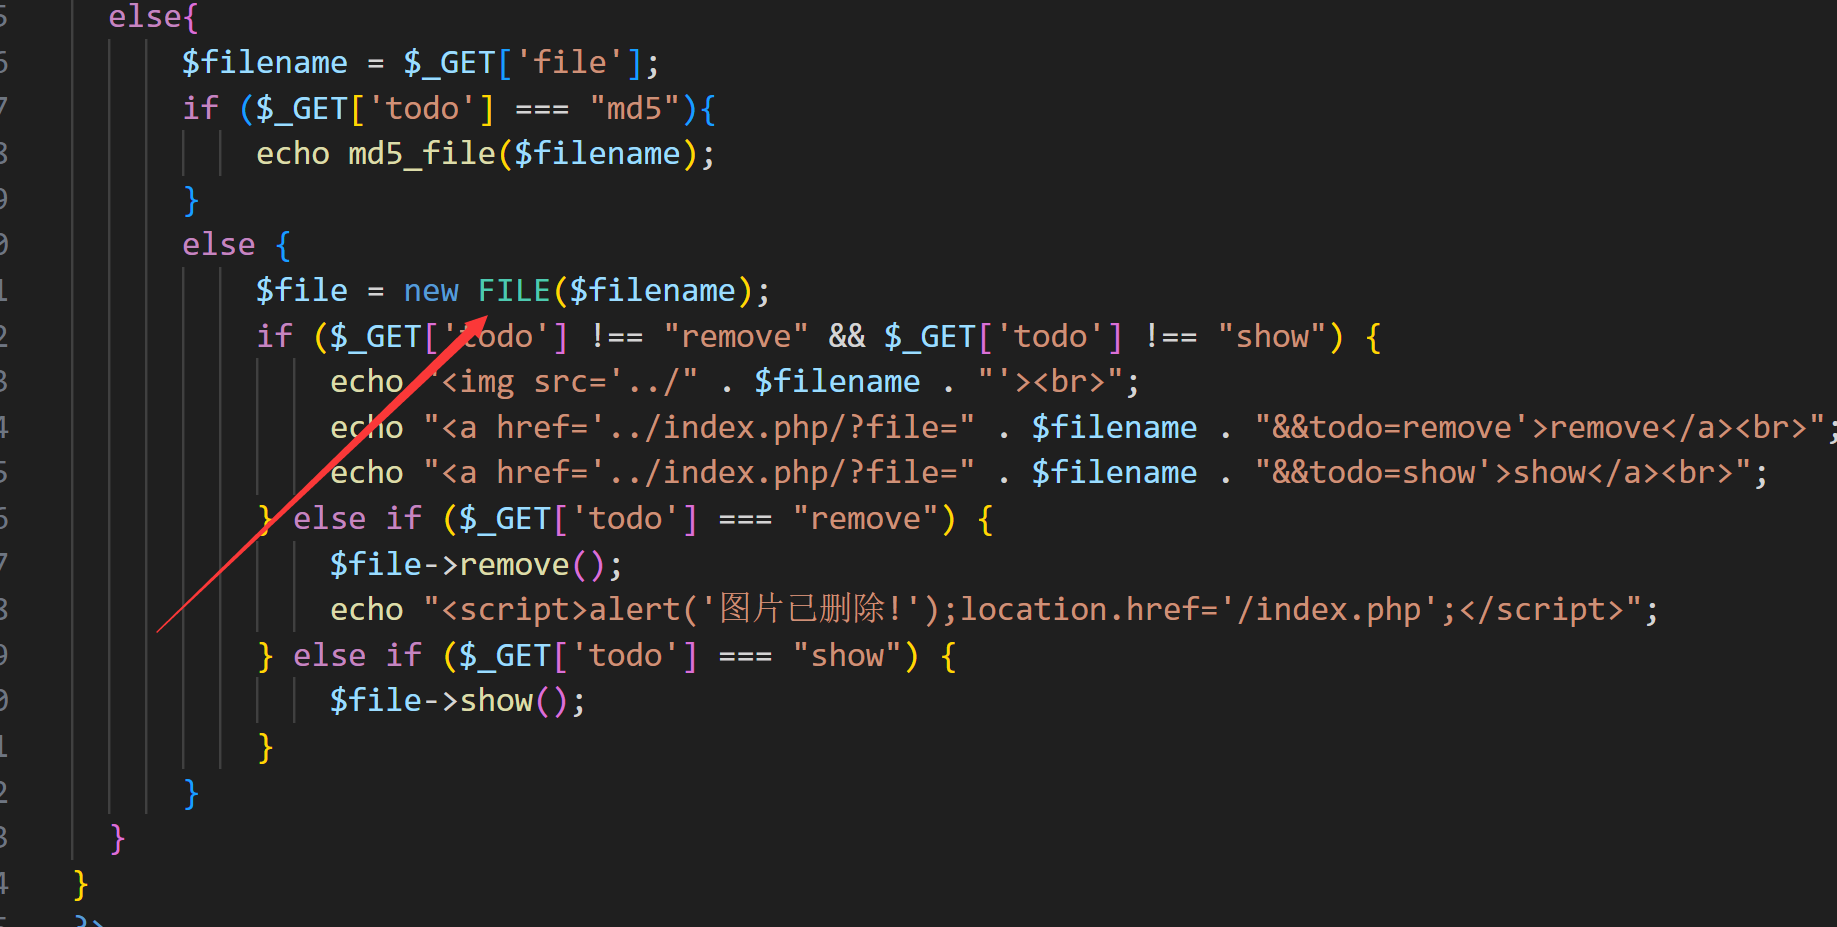 else{
$filename = $_GET['file'];
if ($_GET['todo'] === "md5"){
echo md5_file($filename);
}
else {
$file = new FILE($filename);
if ($_GET['todo'] !== "remove" && $_GET['todo'] !== "show") {
echo "<img src='../" . $filename . "'><br>";
echo "<a href='../index.php/?file=" . $filename . "&&todo=remove'>remove</a><br>";
echo "<a href='../index.php/?file=" . $filename . "&&todo=show'>show</a><br>";
} else if ($_GET['todo'] === "remove") {
$file->remove();
echo "<script>alert('图片已删除!');location.href='/index.php';</script>";
} else if ($_GET['todo'] === "show") {
$file->show();
}
}
}
}
?>